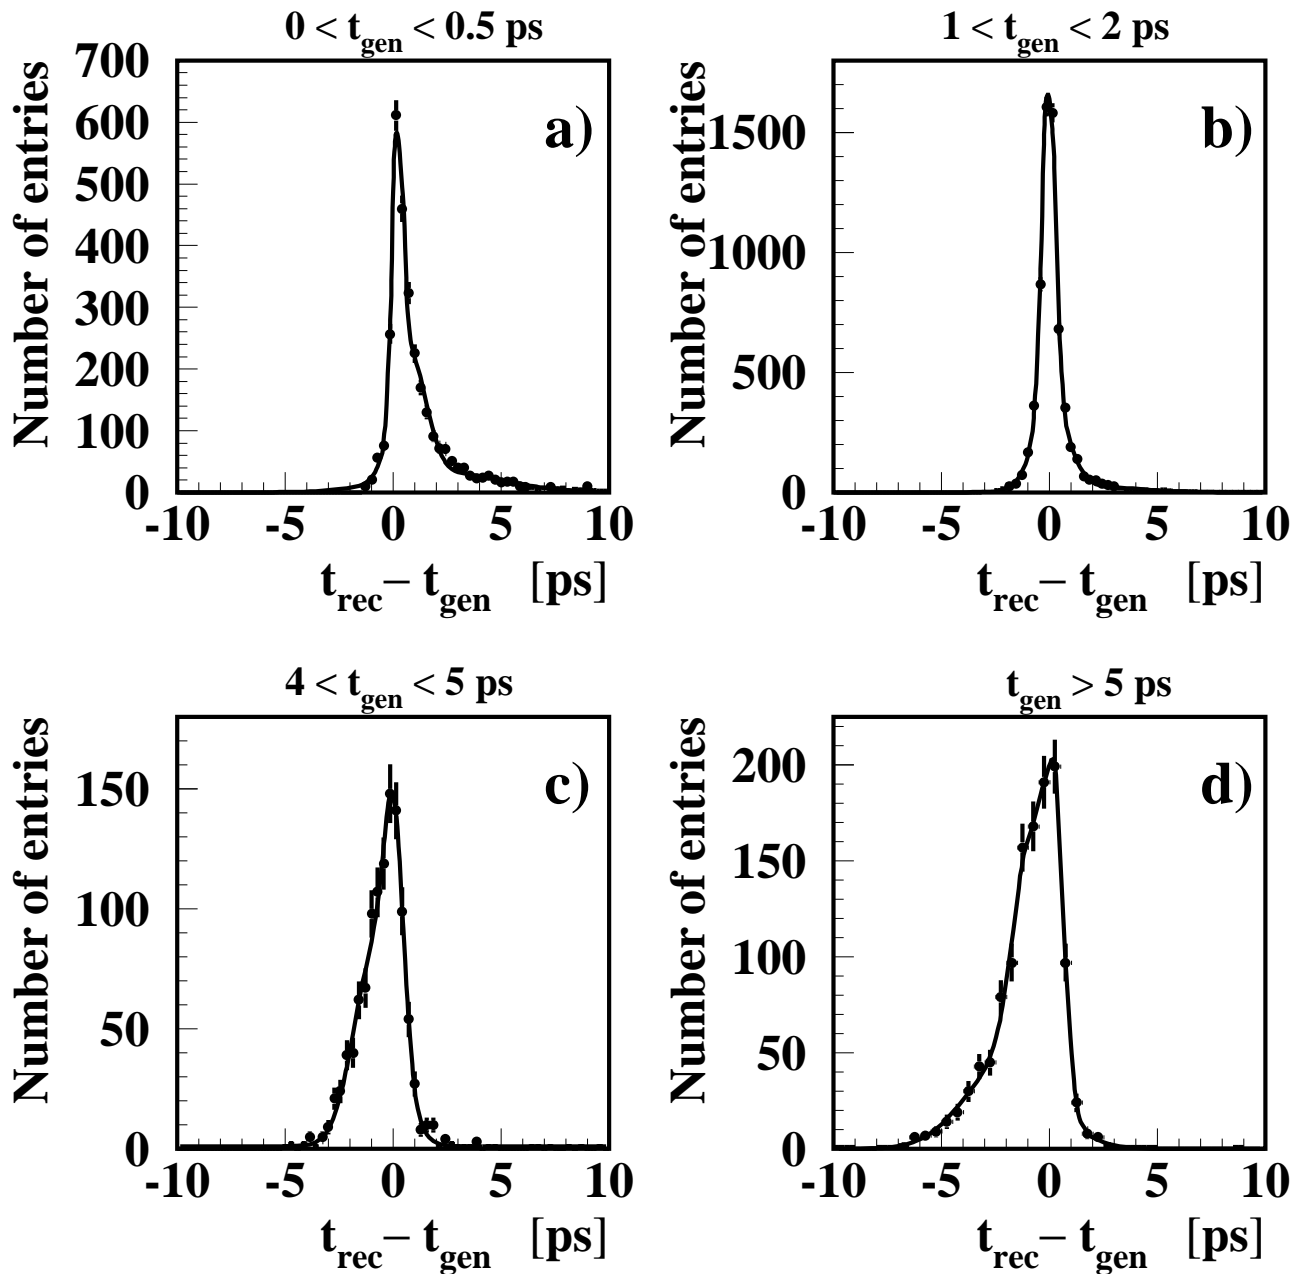 0 < t_gen < 0.5 ps
Number of entries
700
600
500
400
300
200
100
0
a)
-10 -5 0 5 10
t_rec – t_gen [ps]
1 < t_gen < 2 ps
Number of entries
1500
1000
500
0
b)
-10 -5 0 5 10
t_rec – t_gen [ps]
4 < t_gen < 5 ps
Number of entries
150
100
50
0
c)
-10 -5 0 5 10
t_rec – t_gen [ps]
t_gen > 5 ps
Number of entries
200
150
100
50
0
d)
-10 -5 0 5 10
t_rec – t_gen [ps]